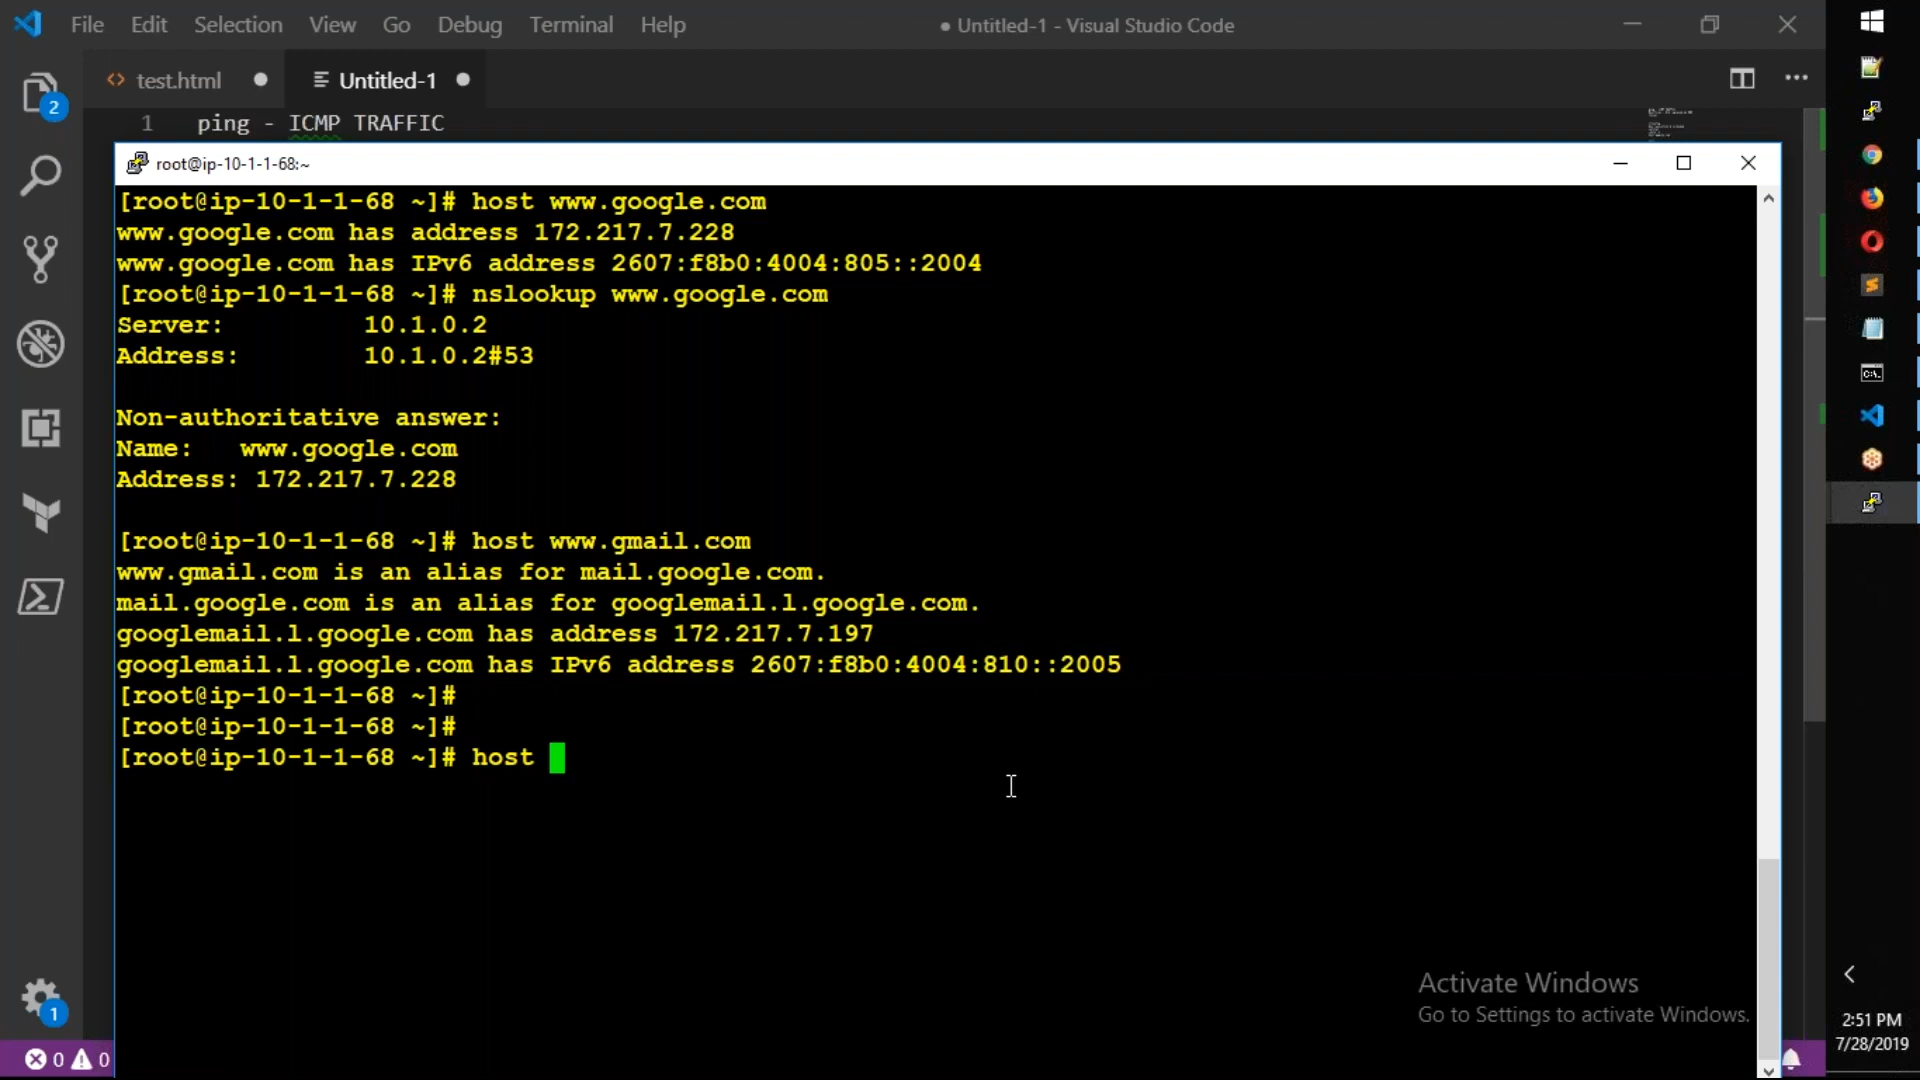 File Edit Selection View Go Debug Terminal Help
● Untitled-1 - Visual Studio Code
test.html
Untitled-1
2
1 ping - ICMP TRAFFIC
root@ip-10-1-1-68:~
[root@ip-10-1-1-68 ~]# host www.google.com
www.google.com has address 172.217.7.228
www.google.com has IPv6 address 2607:f8b0:4004:805::2004
[root@ip-10-1-1-68 ~]# nslookup www.google.com
Server: 10.1.0.2
Address: 10.1.0.2#53
Non-authoritative answer:
Name: www.google.com
Address: 172.217.7.228
[root@ip-10-1-1-68 ~]# host www.gmail.com
www.gmail.com is an alias for mail.google.com.
mail.google.com is an alias for googlemail.l.google.com.
googlemail.l.google.com has address 172.217.7.197
googlemail.l.google.com has IPv6 address 2607:f8b0:4004:810::2005
[root@ip-10-1-1-68 ~]#
[root@ip-10-1-1-68 ~]#
[root@ip-10-1-1-68 ~]# host
Activate Windows
Go to Settings to activate Windows.
1
0 0
2:51 PM
7/28/2019